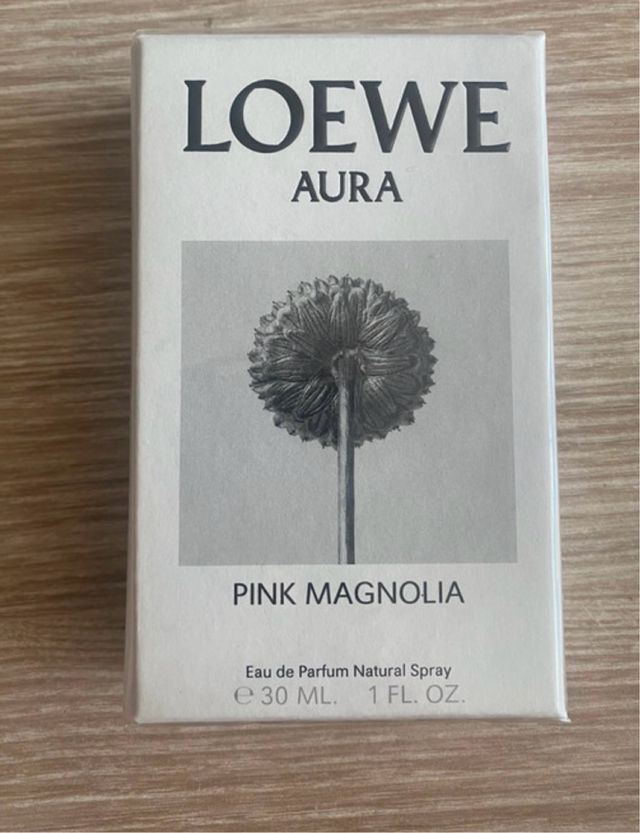 LOEWE
AURA
PINK MAGNOLIA
Eau de Parfum Natural Spray
℮ 30 ML. 1 FL. OZ.